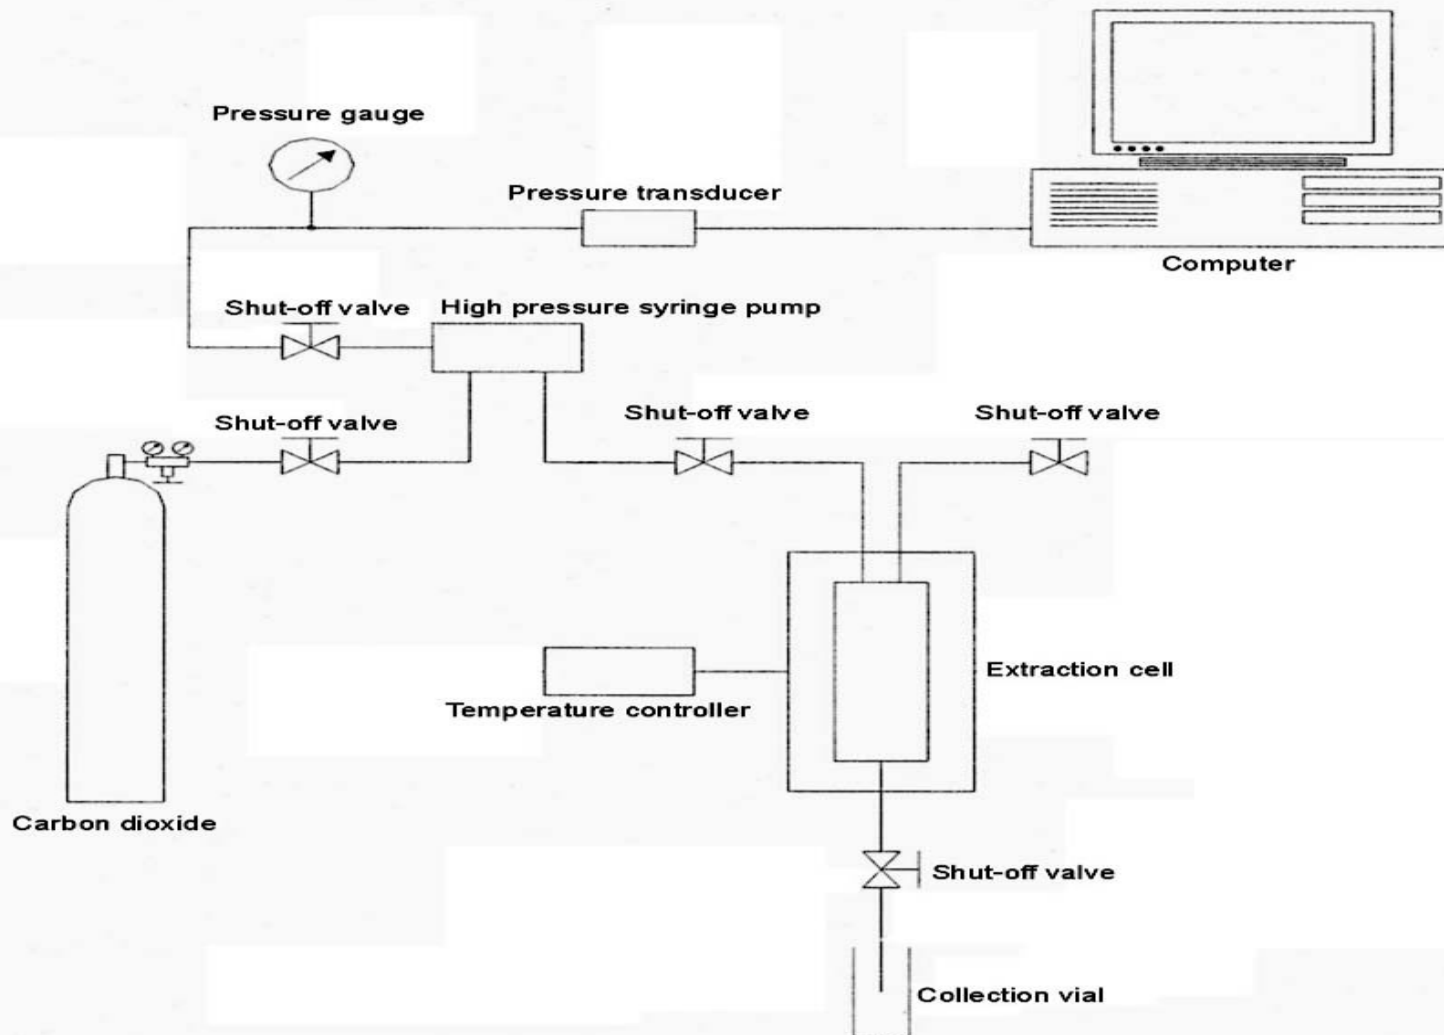 Pressure gauge
Pressure transducer
Computer
Shut-off valve
High pressure syringe pump
Shut-off valve
Shut-off valve
Shut-off valve
Extraction cell
Temperature controller
Carbon dioxide
Shut-off valve
Collection vial